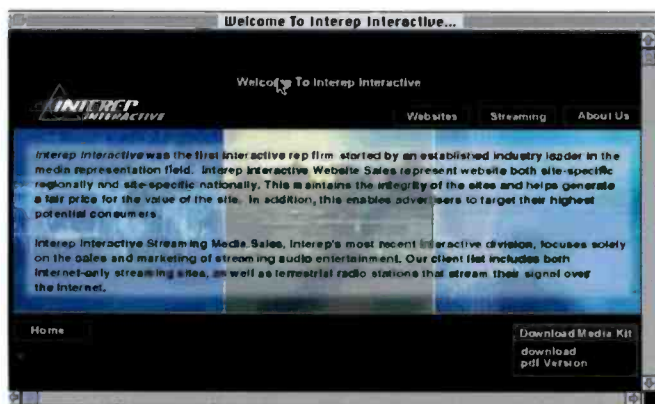 Welcome To Interep Interactive...
Welcome To Interep Interactive
INTEREP
INTERACTIVE
Websites Streaming About Us
Interep Interactive was the first interactive rep firm started by an established industry leader in the
media representation field. Interep Interactive Website Sales represent website both site-specific
regionally and site-specific nationally. This maintains the integrity of the sites and helps generate
a fair price for the value of the site. In addition, this enables advertisers to target their highest
potential consumers
Interep Interactive Streaming Media Sales, Interep's most recent interactive division, focuses solely
on the sales and marketing of streaming audio entertainment. Our client list includes both
Internet-only streaming sites, as well as terrestrial radio stations that stream their signal over
the Internet.
Home
Download Media Kit
download
pdf Version